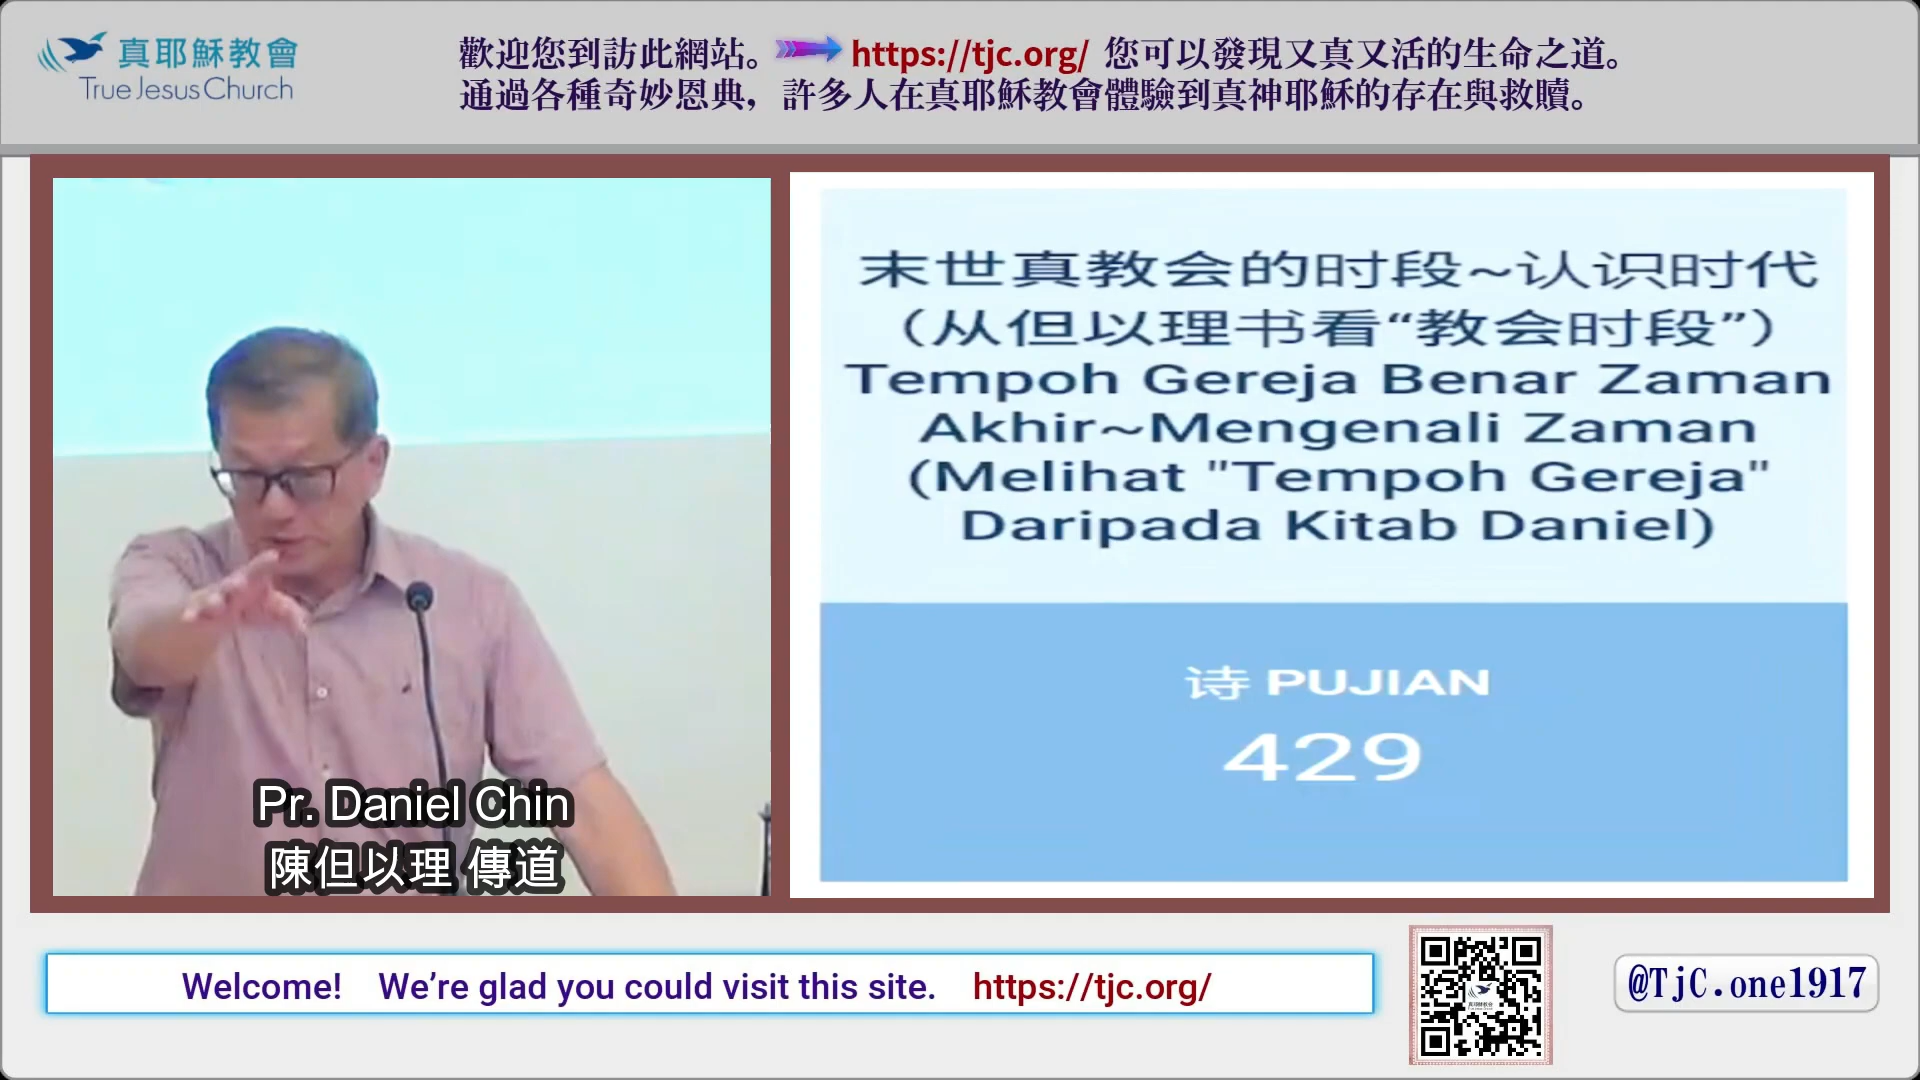 真耶穌教會
True Jesus Church
歡迎您到訪此網站。 https://tjc.org/ 您可以發現又真又活的生命之道。
通過各種奇妙恩典，許多人在真耶穌教會體驗到真神耶穌的存在與救贖。
末世真教会的时段~认识时代
（从但以理书看“教会时段”）
Tempoh Gereja Benar Zaman
Akhir~Mengenali Zaman
(Melihat "Tempoh Gereja"
Daripada Kitab Daniel)
诗 PUJIAN
429
Pr. Daniel Chin
陳但以理 傳道
Welcome! We’re glad you could visit this site. https://tjc.org/
@TjC.one1917